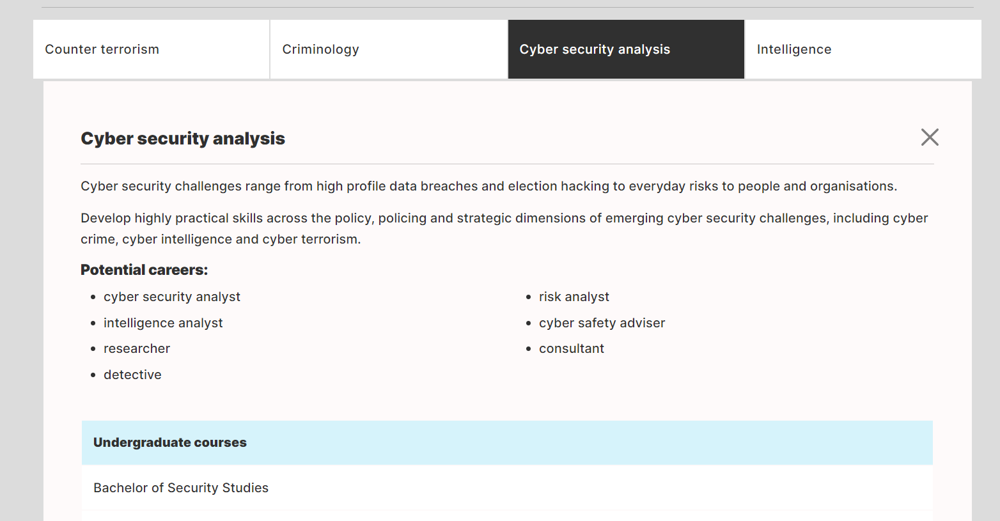 Counter terrorism
Criminology
Cyber security analysis
Intelligence
Cyber security analysis
Cyber security challenges range from high profile data breaches and election hacking to everyday risks to people and organisations.
Develop highly practical skills across the policy, policing and strategic dimensions of emerging cyber security challenges, including cyber
crime, cyber intelligence and cyber terrorism.
Potential careers:
cyber security analyst
intelligence analyst
researcher
detective
risk analyst
cyber safety adviser
consultant
Undergraduate courses
Bachelor of Security Studies